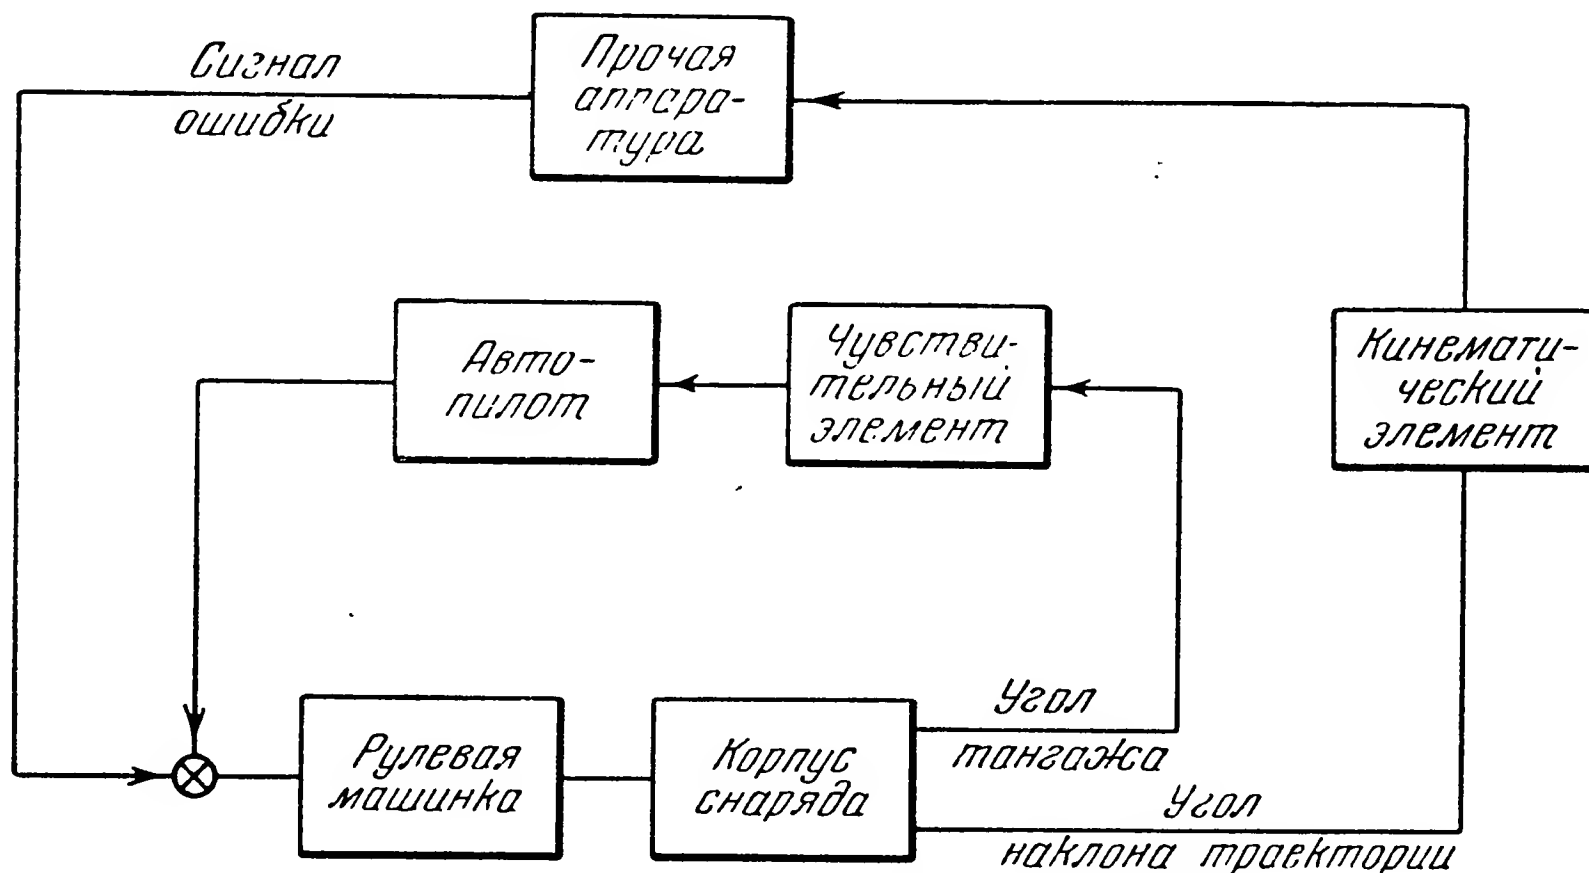 Сигнал
ошибки
Прочая
аппара-
тура
Авто-
пилот
Чувстви-
тельный
элемент
Кинемати-
ческий
элемент
Рулевая
машинка
Корпус
снаряда
Угол
тангажа
Угол
наклона траектории